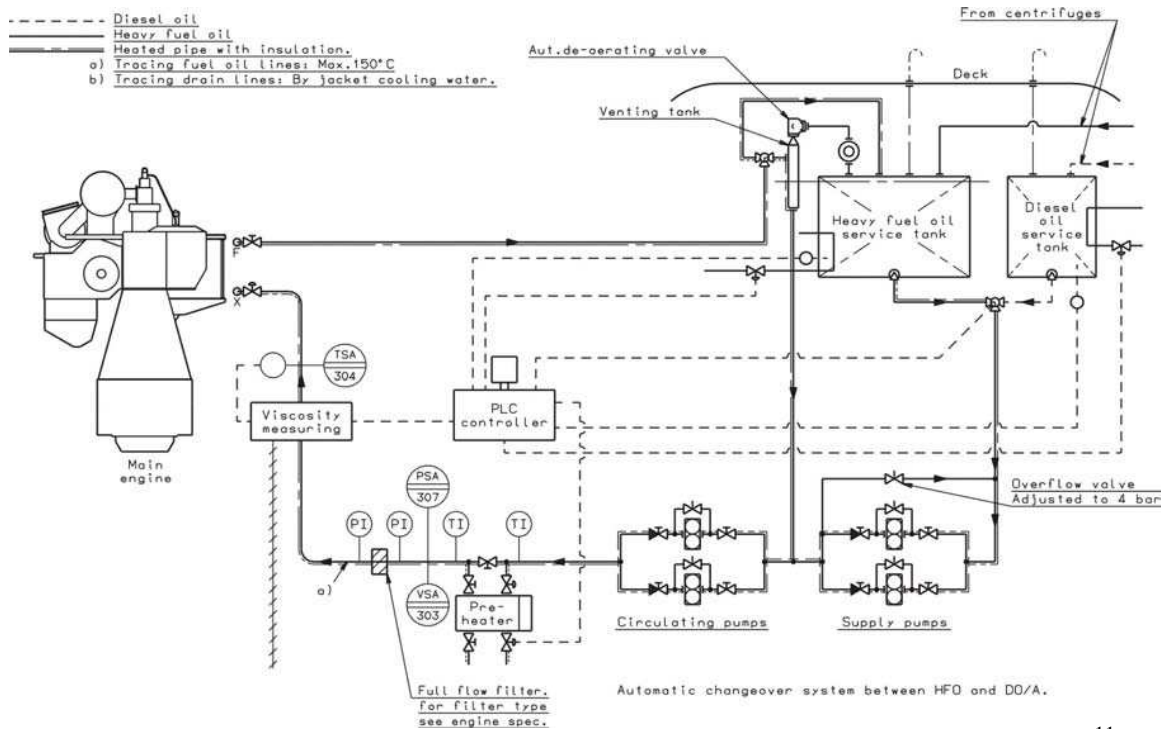 Diesel oil
Heavy fuel oil
Heated pipe with insulation.
a) Tracing fuel oil lines: Max.150°C
b) Tracing drain lines: By jacket cooling water.
From centrifuges
Aut.de-aerating valve
Deck
Venting tank
Heavy fuel oil
service tank
Diesel
oil
service
tank
F
X
TSA
304
Viscosity
measuring
PLC
controller
Main
engine
PSA
307
Overflow valve
Adjusted to 4 bar
PI
PI
TI
TI
a)
VSA
303
Pre-
heater
Circulating pumps
Supply pumps
Full flow filter.
for filter type
see engine spec.
Automatic changeover system between HFO and DO/A.